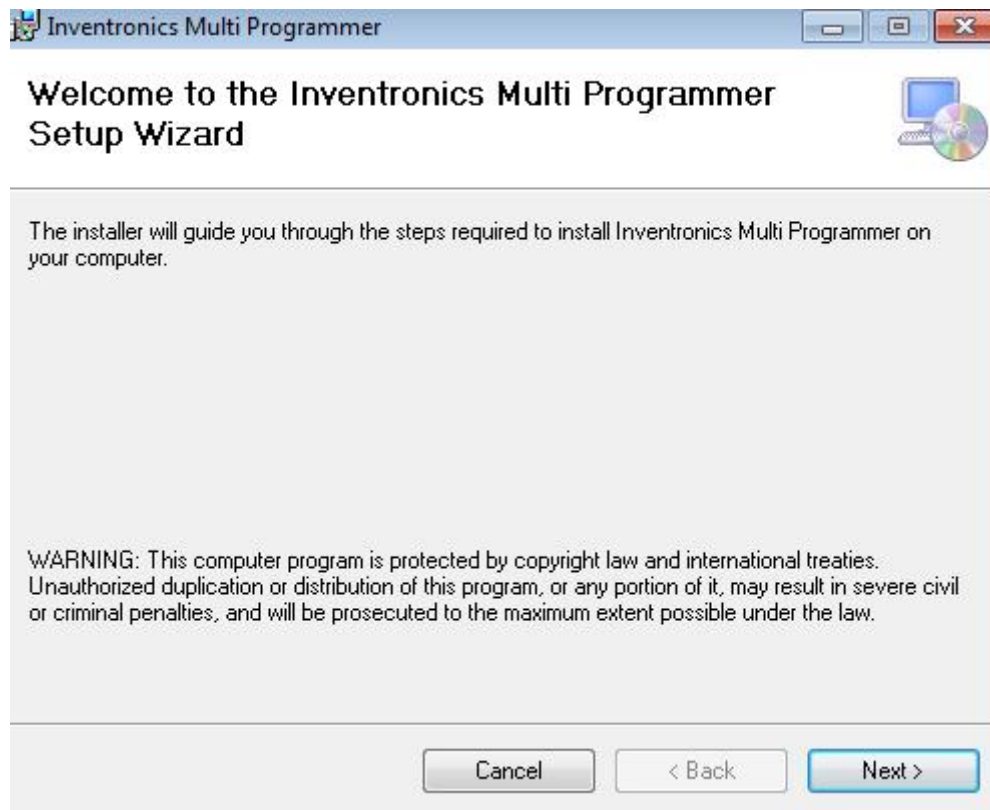 Inventronics Multi Programmer
Welcome to the Inventronics Multi Programmer
Setup Wizard
The installer will guide you through the steps required to install Inventronics Multi Programmer on
your computer.
WARNING: This computer program is protected by copyright law and international treaties.
Unauthorized duplication or distribution of this program, or any portion of it, may result in severe civil
or criminal penalties, and will be prosecuted to the maximum extent possible under the law.
Cancel
< Back
Next >